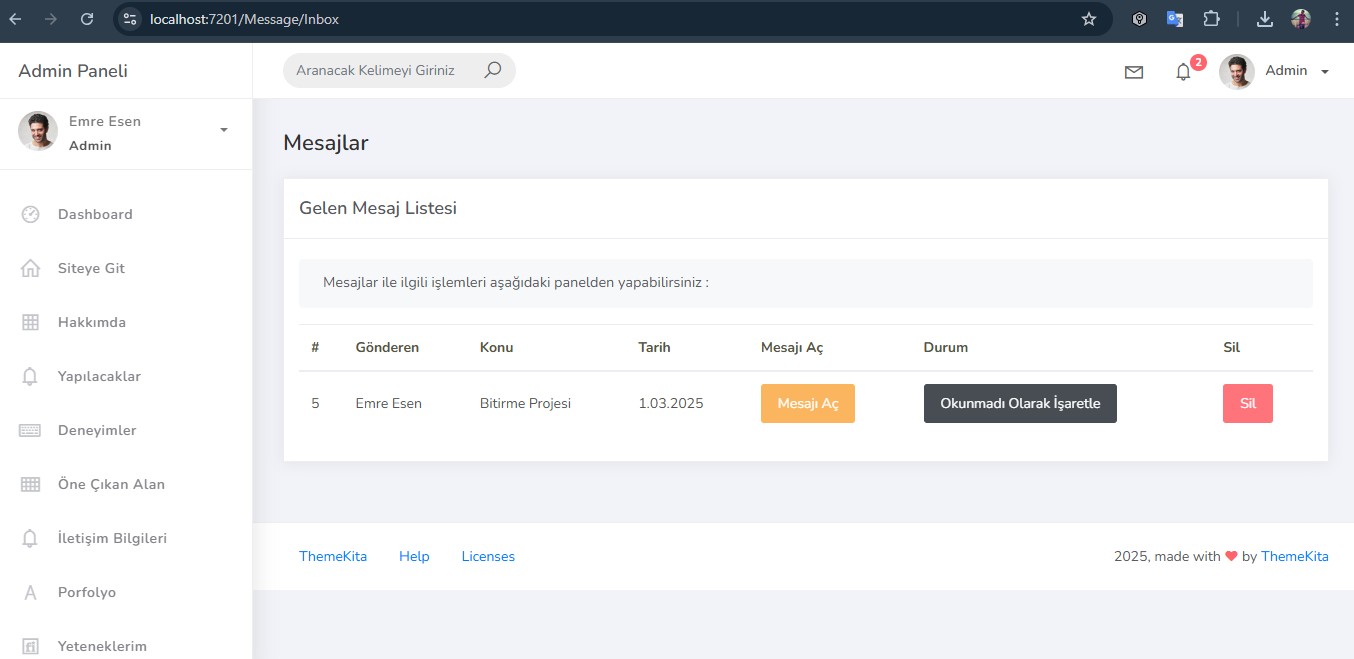 localhost:7201/Message/Inbox
Admin Paneli
Aranacak Kelimeyi Giriniz
2
Admin
Emre Esen
Admin
Dashboard
Siteye Git
Hakkımda
Yapılacaklar
Deneyimler
Öne Çıkan Alan
İletişim Bilgileri
Porfolyo
Yeteneklerim
Mesajlar
Gelen Mesaj Listesi
Mesajlar ile ilgili işlemleri aşağıdaki panelden yapabilirsiniz :
# Gönderen Konu Tarih Mesajı Aç Durum Sil
5 Emre Esen Bitirme Projesi 1.03.2025 Mesajı Aç Okunmadı Olarak İşaretle Sil
ThemeKita Help Licenses 2025, made with ❤ by ThemeKita